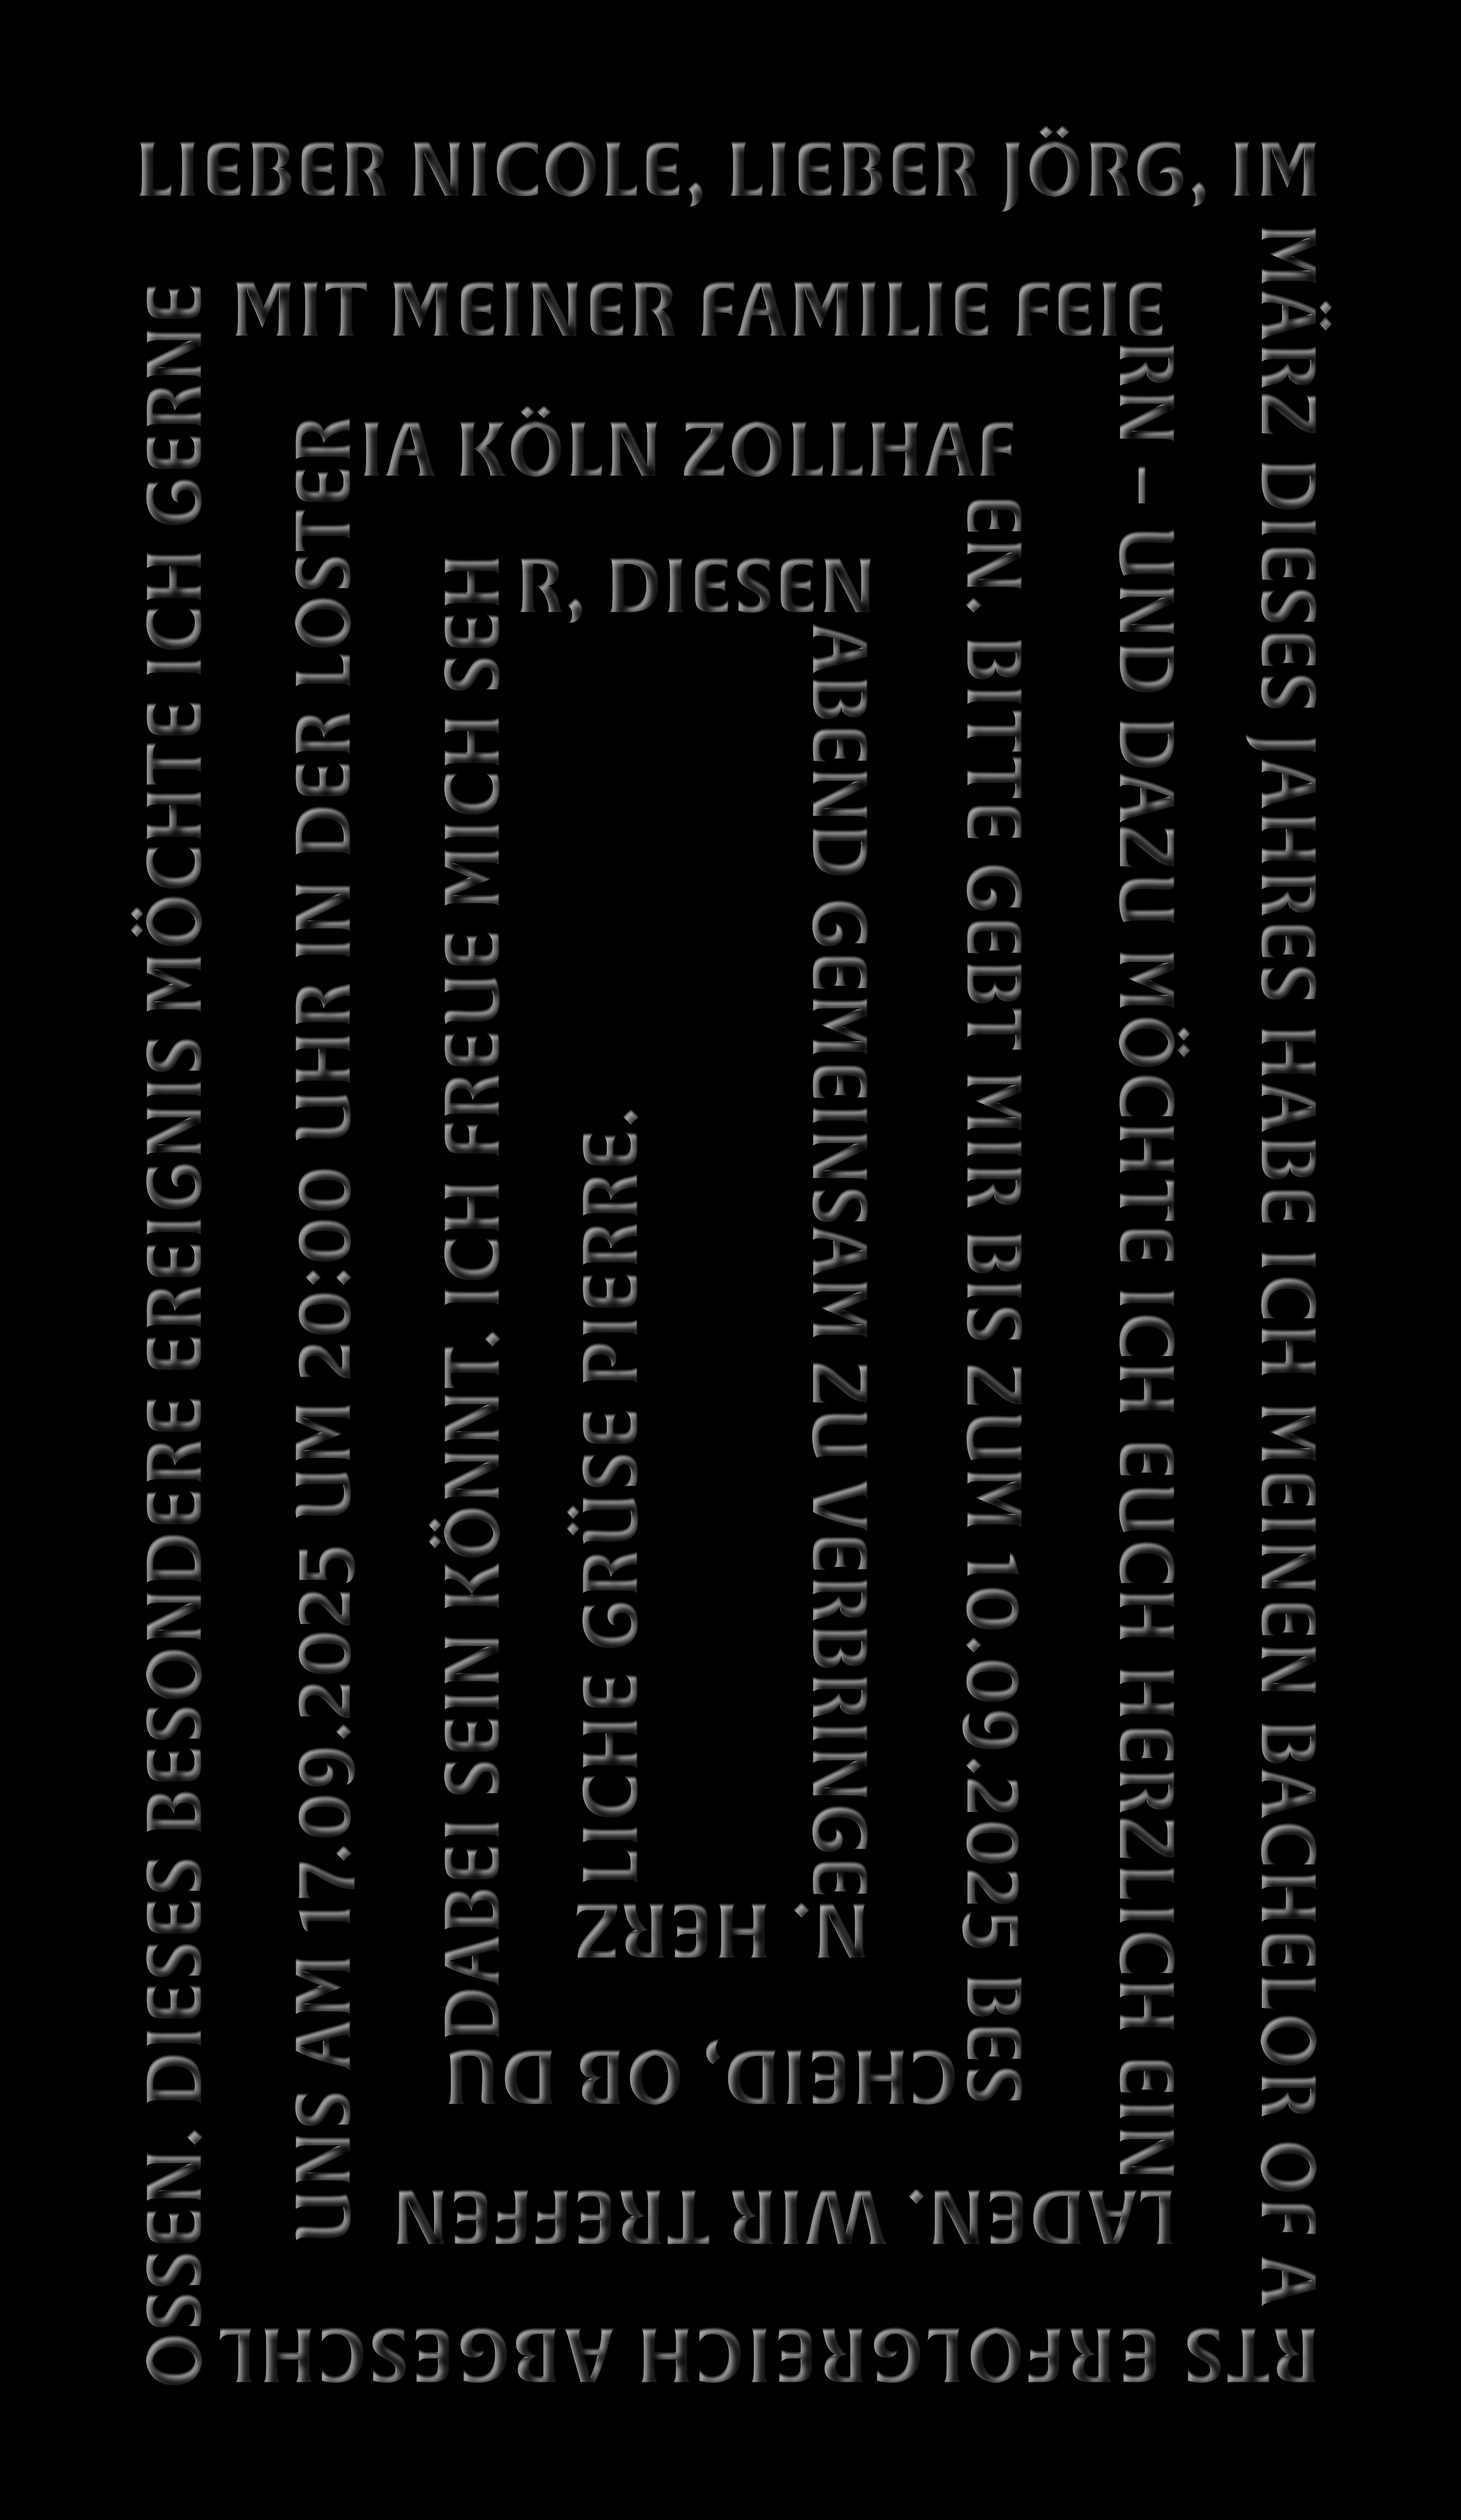 LIEBER NICOLE, LIEBER JÖRG, IM
MÄRZ DIESES JAHRES HABE ICH MEINEN BACHELOR OF A
RTS ERFOLGREICH ABGESCHL
OSSEN. DIESES BESONDERE EREIGNIS MÖCHTE ICH GERNE
MIT MEINER FAMILIE FEIE
RN – UND DAZU MÖCHTE ICH EUCH HERZLICH EIN
LADEN. WIR TREFFEN
UNS AM 17.09.2025 UM 20:00 UHR IN DER LOSTER
IA KÖLN ZOLLHAF
EN. BITTE GEBT MIR BIS ZUM 10.09.2025 BES
CHEID, OB DU
DABEI SEIN KÖNNT. ICH FREUE MICH SEH
R, DIESEN
ABEND GEMEINSAM ZU VERBRINGE
N. HERZ
LICHE GRÜSE PIERRE.